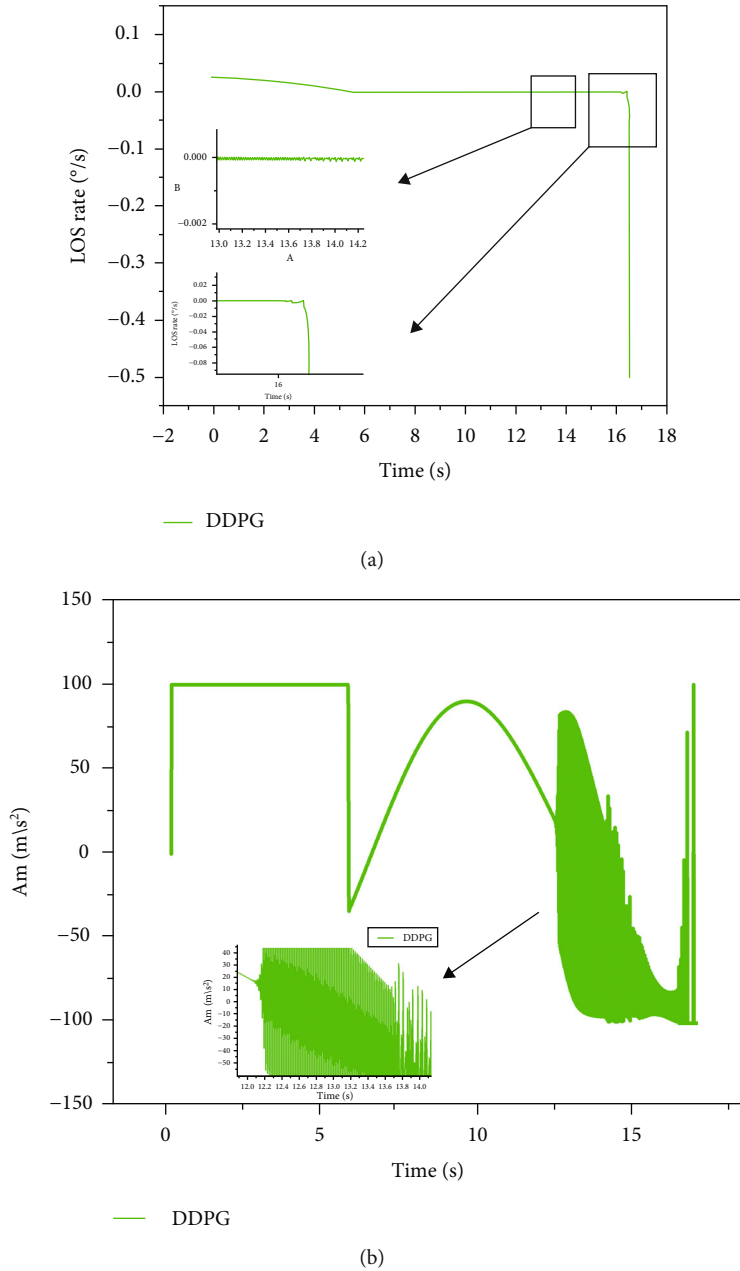 0.1
0.0
−0.1
−0.2
−0.3
−0.4
−0.5
LOS rate (°/s)
0.000
B
−0.002
13.0 13.2 13.4 13.6 13.8 14.0 14.2
A
0.02
0.00
−0.02
−0.04
−0.06
−0.08
LOS rate (°/s)
16
Time (s)
−2 0 2 4 6 8 10 12 14 16 18
Time (s)
DDPG
(a)
150
100
50
0
−50
−100
−150
Am (m\s²)
DDPG
40
30
20
10
0
−10
−20
−30
−40
−50
Am (m\s²)
12.0 12.2 12.4 12.6 12.8 13.0 13.2 13.4 13.6 13.8 14.0
Time (s)
0 5 10 15
Time (s)
DDPG
(b)